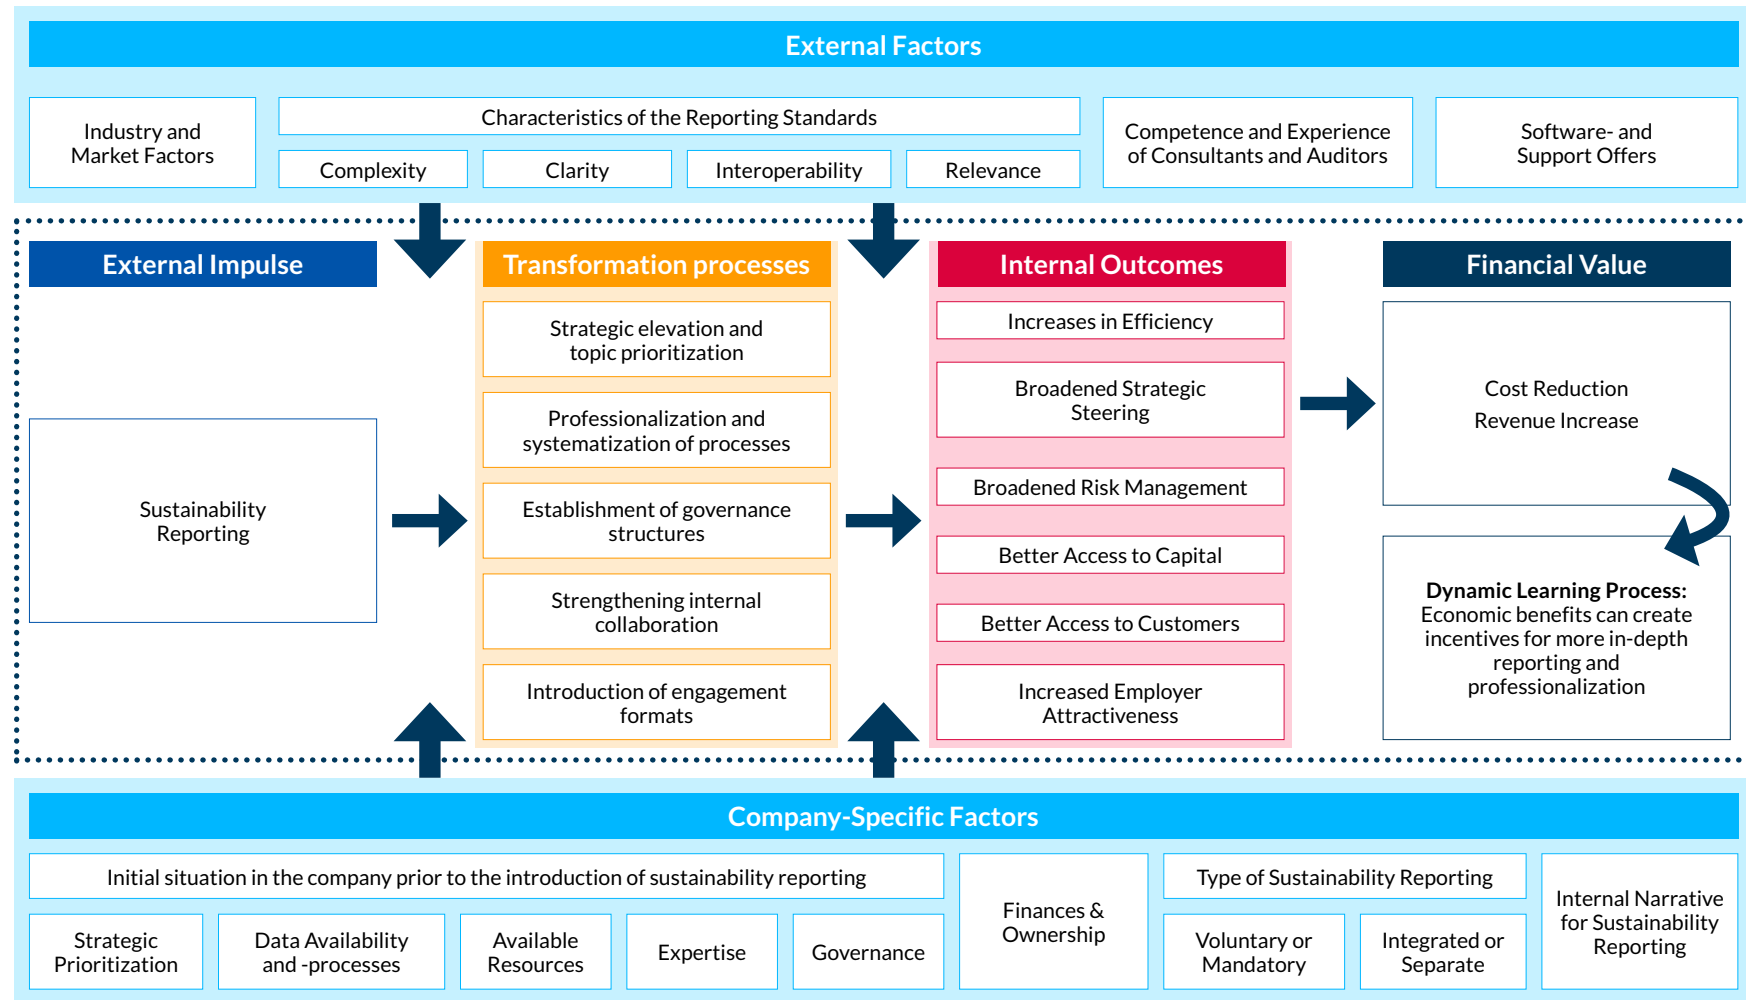 External Factors
Industry and
Market Factors
Characteristics of the Reporting Standards
Complexity
Clarity
Interoperability
Relevance
Competence and Experience
of Consultants and Auditors
Software- and
Support Offers
External Impulse
Sustainability
Reporting
Transformation processes
Strategic elevation and
topic prioritization
Professionalization and
systematization of processes
Establishment of governance
structures
Strengthening internal
collaboration
Introduction of engagement
formats
Internal Outcomes
Increases in Efficiency
Broadened Strategic
Steering
Broadened Risk Management
Better Access to Capital
Better Access to Customers
Increased Employer
Attractiveness
Financial Value
Cost Reduction
Revenue Increase
Dynamic Learning Process:
Economic benefits can create
incentives for more in-depth
reporting and
professionalization
Company-Specific Factors
Initial situation in the company prior to the introduction of sustainability reporting
Strategic
Prioritization
Data Availability
and -processes
Available
Resources
Expertise
Governance
Finances &
Ownership
Type of Sustainability Reporting
Voluntary or
Mandatory
Integrated or
Separate
Internal Narrative
for Sustainability
Reporting